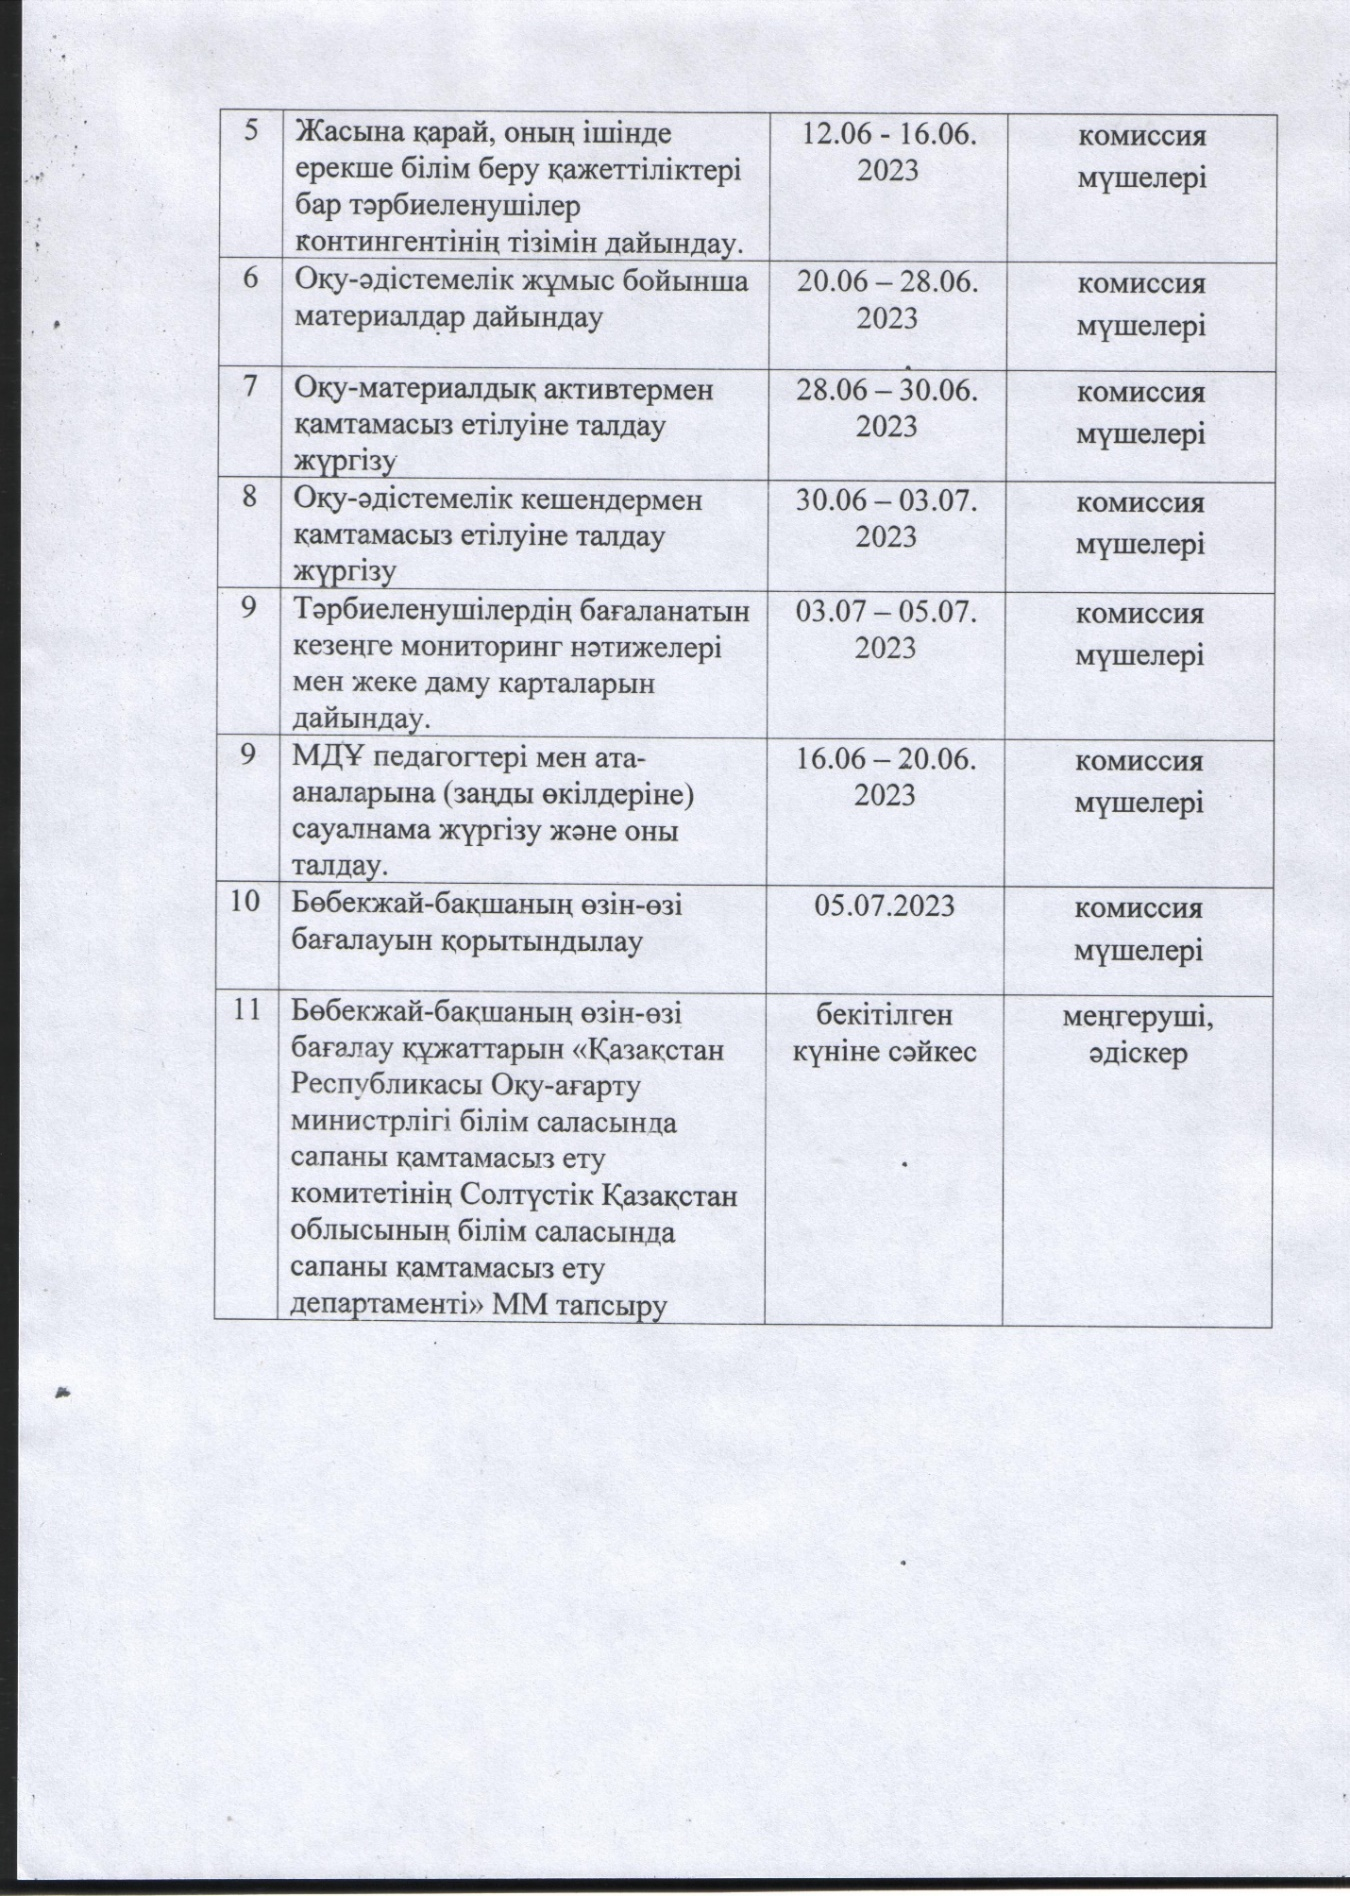 5 Жасына қарай, оның ішінде 12.06 - 16.06. комиссия
ерекше білім беру қажеттіліктері 2023 мүшелері
бар тәрбиеленушілер
контингентінің тізімін дайындау.
6 Оқу-әдістемелік жұмыс бойынша 20.06 – 28.06. комиссия
материалдар дайындау 2023 мүшелері
7 Оқу-материалдық активтермен 28.06 – 30.06. комиссия
қамтамасыз етілуіне талдау 2023 мүшелері
жүргізу
8 Оқу-әдістемелік кешендермен 30.06 – 03.07. комиссия
қамтамасыз етілуіне талдау 2023 мүшелері
жүргізу
9 Тәрбиеленушілердің бағаланатын 03.07 – 05.07. комиссия
кезеңге мониторинг нәтижелері 2023 мүшелері
мен жеке даму карталарын
дайындау.
9 МДҰ педагогтері мен ата- 16.06 – 20.06. комиссия
аналарына (заңды өкілдеріне) 2023 мүшелері
сауалнама жүргізу және оны
талдау.
10 Бөбекжай-бақшаның өзін-өзі 05.07.2023 комиссия
бағалауын қорытындылау мүшелері
11 Бөбекжай-бақшаның өзін-өзі бекітілген меңгеруші,
бағалау құжаттарын «Қазақстан күніне сәйкес әдіскер
Республикасы Оқу-ағарту
министрлігі білім саласында
сапаны қамтамасыз ету
комитетінің Солтүстік Қазақстан
облысының білім саласында
сапаны қамтамасыз ету
департаменті» ММ тапсыру